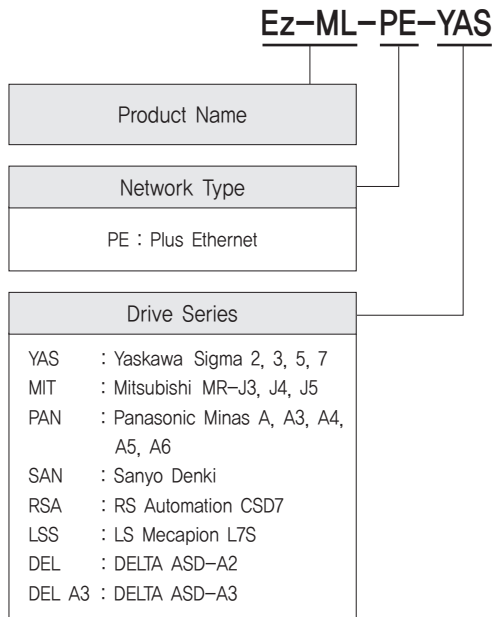 Ez-ML-PE-YAS
Product Name
Network Type
PE : Plus Ethernet
Drive Series
YAS : Yaskawa Sigma 2, 3, 5, 7
MIT : Mitsubishi MR-J3, J4, J5
PAN : Panasonic Minas A, A3, A4,
A5, A6
SAN : Sanyo Denki
RSA : RS Automation CSD7
LSS : LS Mecapion L7S
DEL : DELTA ASD-A2
DEL A3 : DELTA ASD-A3